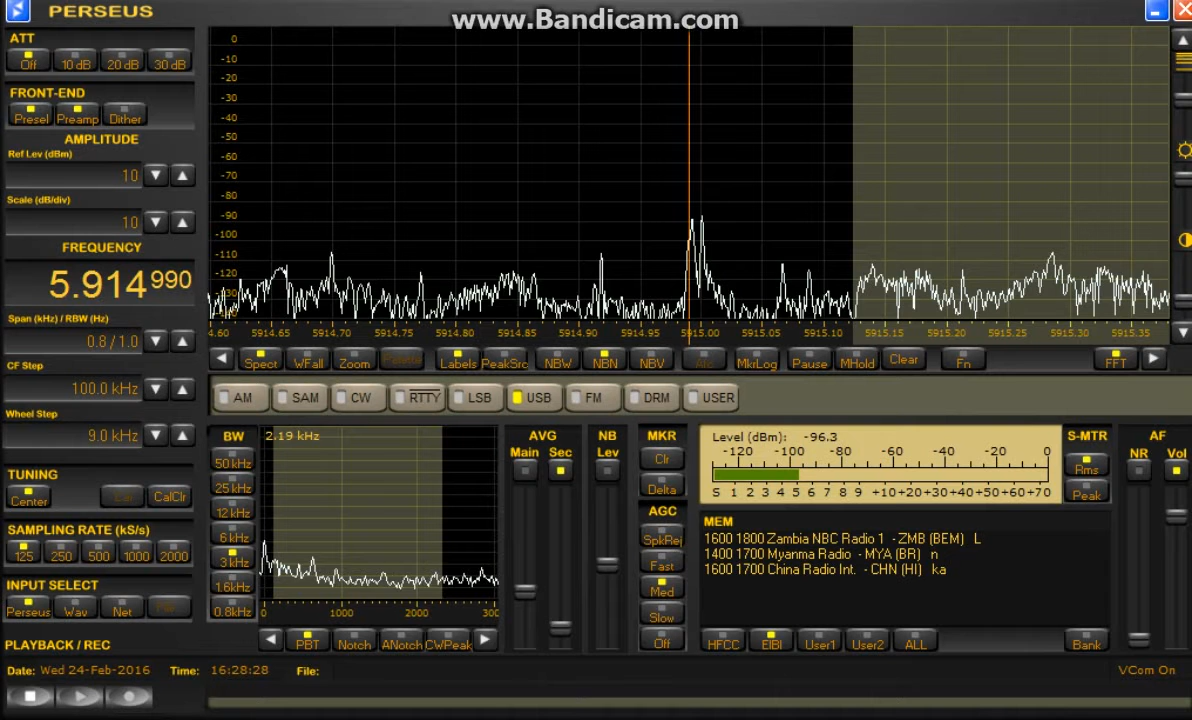 PERSEUS
www.Bandicam.com
ATT
Off 10 dB 20 dB 30 dB
FRONT-END
Presel Preamp Dither
AMPLITUDE
Ref Lev (dBm)
10
Scale (dB/div)
10
FREQUENCY
5.914 990
Span (kHz) / RBW (Hz)
0.8 / 1.0
CF Step
100.0 kHz
Wheel Step
9.0 kHz
TUNING
Center CalClr
SAMPLING RATE (kS/s)
125 250 500 1000 2000
INPUT SELECT
Perseus Wav Net
PLAYBACK / REC
0
-10
-20
-30
-40
-50
-60
-70
-80
-90
-100
-110
-120
-130
4.60 5914.65 5914.70 5914.75 5914.80 5914.85 5914.90 5914.95 5915.00 5915.05 5915.10 5915.15 5915.20 5915.25 5915.30 5915.35
Spect WFall Zoom Labels PeakSrc NBW NBN NBV MkrLog Pause MHold Clear Fn FFT
AM SAM CW RTTY LSB USB FM DRM USER
BW
50 kHz
25 kHz
12 kHz
6 kHz
3 kHz
1.6kHz
0.8kHz
2.19 kHz
0 1000 2000 300
PBT Notch ANotch CWPeak
AVG
Main Sec
NB
Lev
MKR
Clr
Delta
AGC
SpkRej
Fast
Med
Slow
Off
Level (dBm): -96.3
-120 -100 -80 -60 -40 -20 0
S 1 2 3 4 5 6 7 8 9 +10+20+30+40+50+60+70
S-MTR
Rms
Peak
AF
NR Vol
MEM
1600 1800 Zambia NBC Radio 1 - ZMB (BEM) L
1400 1700 Myanma Radio - MYA (BR) n
1600 1700 China Radio Int. - CHN (HI) ka
HFCC EIBI User1 User2 ALL Bank
Date: Wed 24-Feb-2016 Time: 16:28:28 File: VCom On